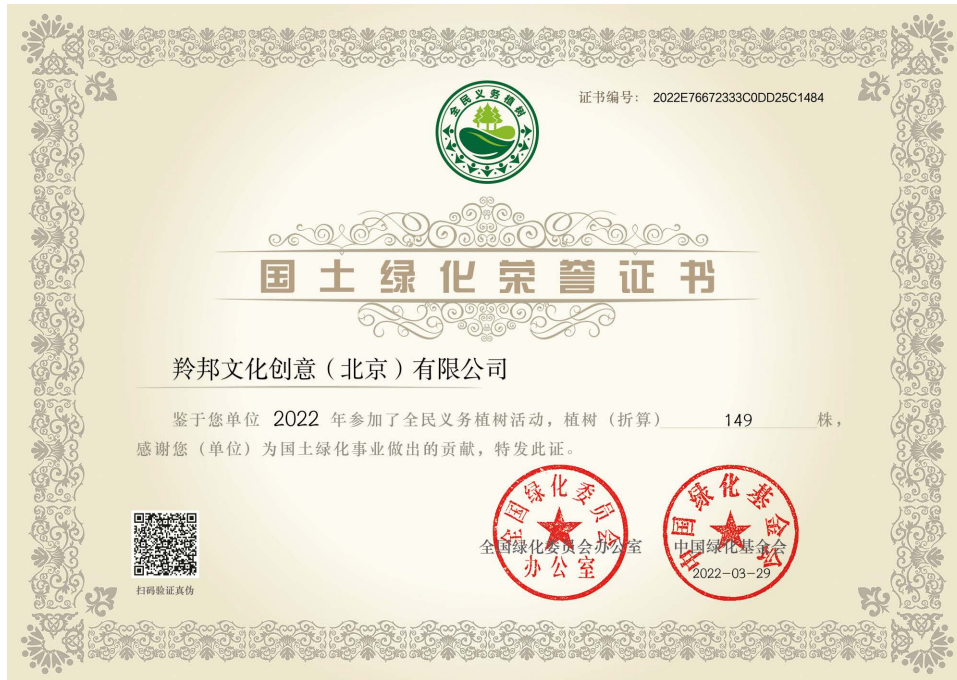 证书编号: 2022E76672333C0DD25C1484
全民义务植树
国土绿化荣誉证书
羚邦文化创意（北京）有限公司
鉴于您单位 2022 年参加了全民义务植树活动，植树（折算） 149 株，
感谢您（单位）为国土绿化事业做出的贡献，特发此证。
全国绿化委员会
办公室
中国绿化基金会
全国绿化委员会办公室
中国绿化基金会
2022-03-29
扫码验证真伪